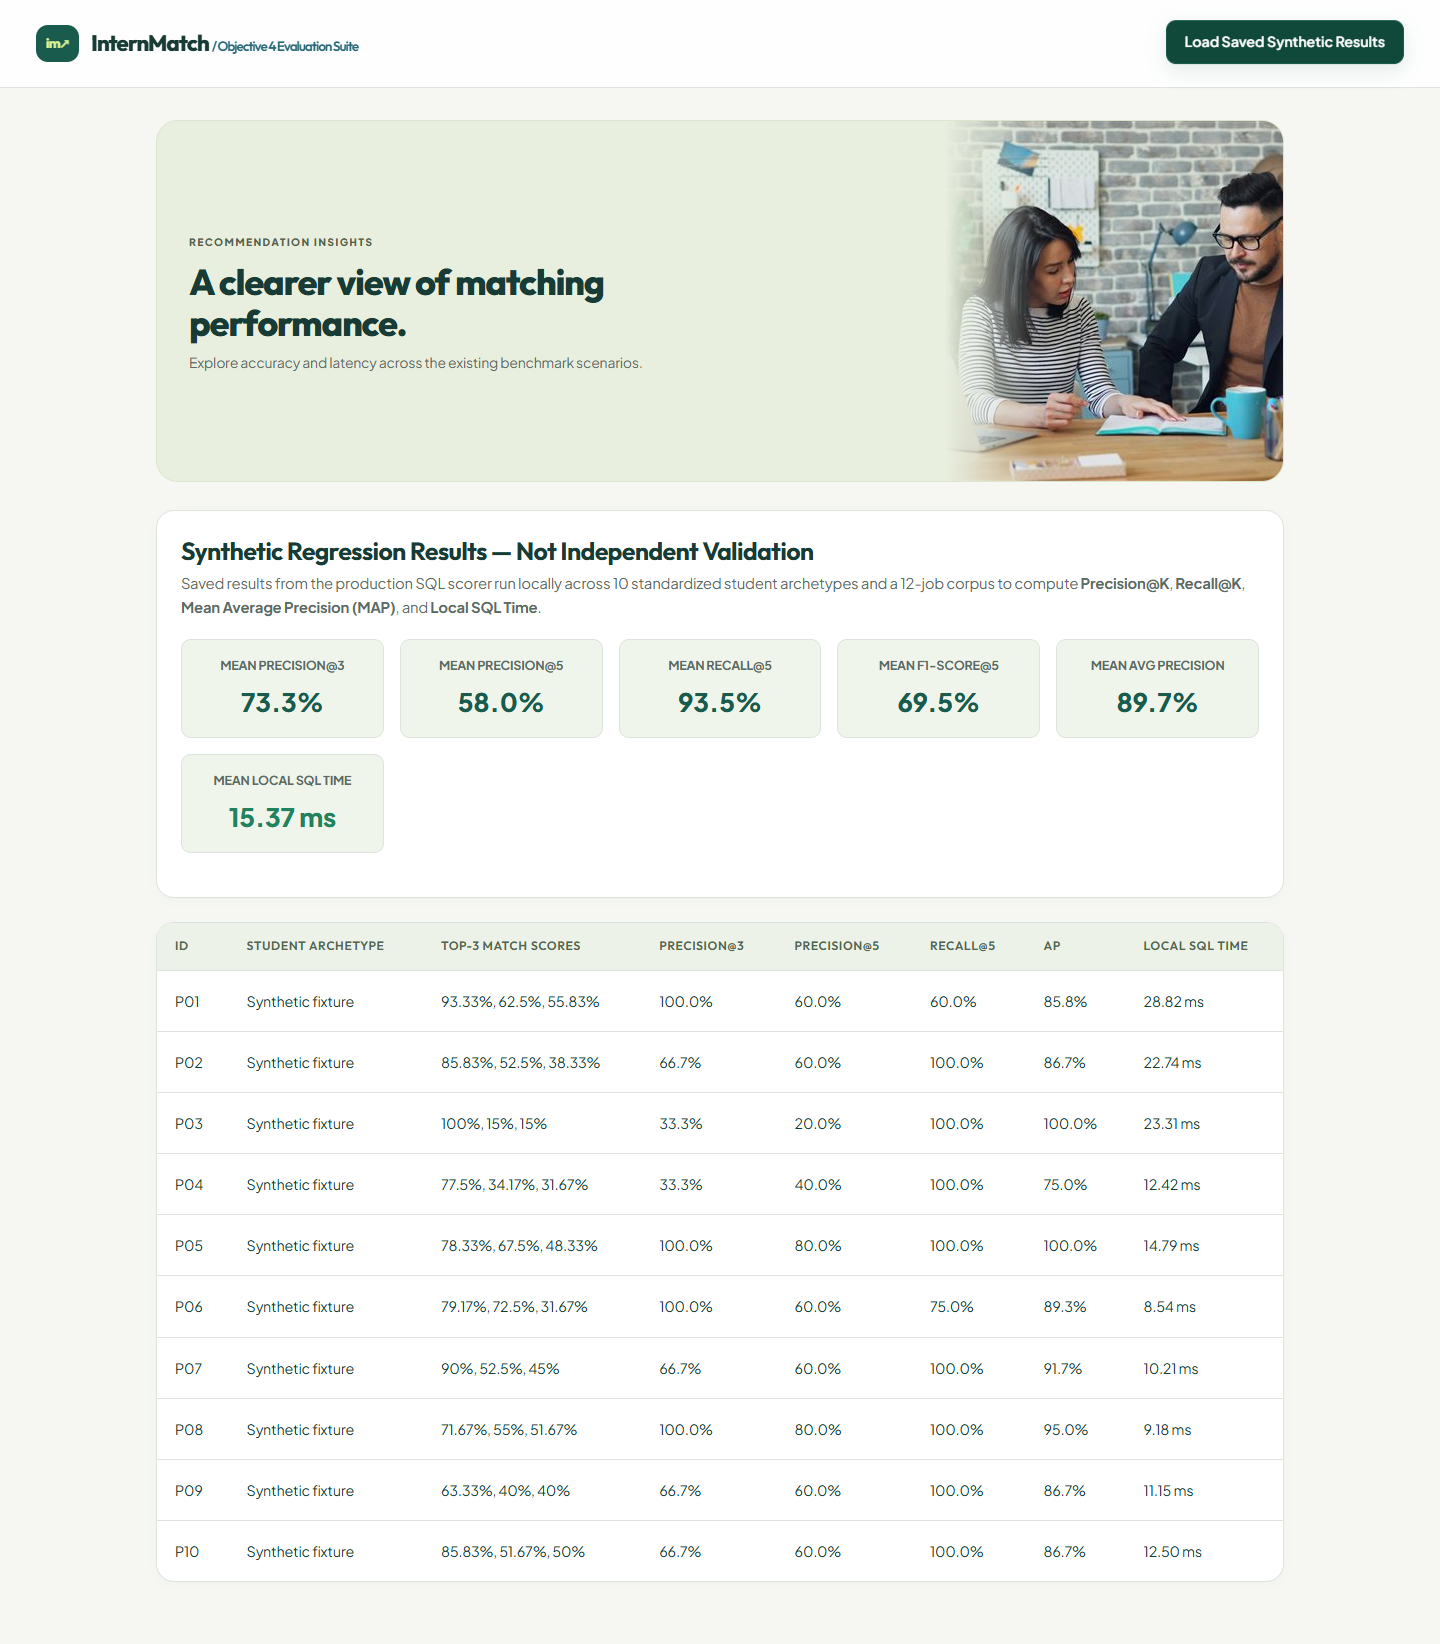 im↗ InternMatch / Objective 4 Evaluation Suite
Load Saved Synthetic Results
RECOMMENDATION INSIGHTS
A clearer view of matching
performance.
Explore accuracy and latency across the existing benchmark scenarios.
Synthetic Regression Results — Not Independent Validation
Saved results from the production SQL scorer run locally across 10 standardized student archetypes and a 12-job corpus to compute Precision@K, Recall@K,
Mean Average Precision (MAP), and Local SQL Time.
MEAN PRECISION@3 MEAN PRECISION@5 MEAN RECALL@5 MEAN F1-SCORE@5 MEAN AVG PRECISION
73.3% 58.0% 93.5% 69.5% 89.7%
MEAN LOCAL SQL TIME
15.37 ms
ID STUDENT ARCHETYPE TOP-3 MATCH SCORES PRECISION@3 PRECISION@5 RECALL@5 AP LOCAL SQL TIME
P01 Synthetic fixture 93.33%, 62.5%, 55.83% 100.0% 60.0% 60.0% 85.8% 28.82 ms
P02 Synthetic fixture 85.83%, 52.5%, 38.33% 66.7% 60.0% 100.0% 86.7% 22.74 ms
P03 Synthetic fixture 100%, 15%, 15% 33.3% 20.0% 100.0% 100.0% 23.31 ms
P04 Synthetic fixture 77.5%, 34.17%, 31.67% 33.3% 40.0% 100.0% 75.0% 12.42 ms
P05 Synthetic fixture 78.33%, 67.5%, 48.33% 100.0% 80.0% 100.0% 100.0% 14.79 ms
P06 Synthetic fixture 79.17%, 72.5%, 31.67% 100.0% 60.0% 75.0% 89.3% 8.54 ms
P07 Synthetic fixture 90%, 52.5%, 45% 66.7% 60.0% 100.0% 91.7% 10.21 ms
P08 Synthetic fixture 71.67%, 55%, 51.67% 100.0% 80.0% 100.0% 95.0% 9.18 ms
P09 Synthetic fixture 63.33%, 40%, 40% 66.7% 60.0% 100.0% 86.7% 11.15 ms
P10 Synthetic fixture 85.83%, 51.67%, 50% 66.7% 60.0% 100.0% 86.7% 12.50 ms